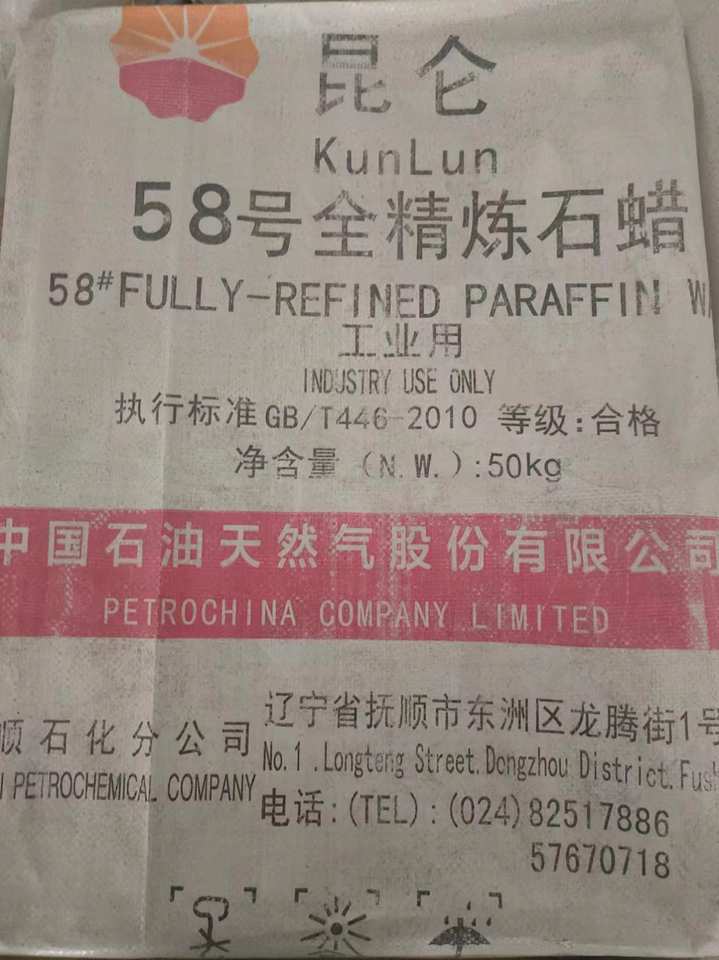 昆仑
KunLun
58号全精炼石蜡
58#FULLY-REFINED PARAFFIN
工业用
INDUSTRY USE ONLY
执行标准GB/T446-2010 等级:合格
净含量 (N.W.):50kg
中国石油天然气股份有限公司
PETROCHINA COMPANY LIMITED
顺石化分公司
PETROCHEMICAL COMPANY
辽宁省抚顺市东洲区龙腾街1号
No.1 .Longteng Street.Dongzhou District.Fush
电话:(TEL):(024)82517886
57670718